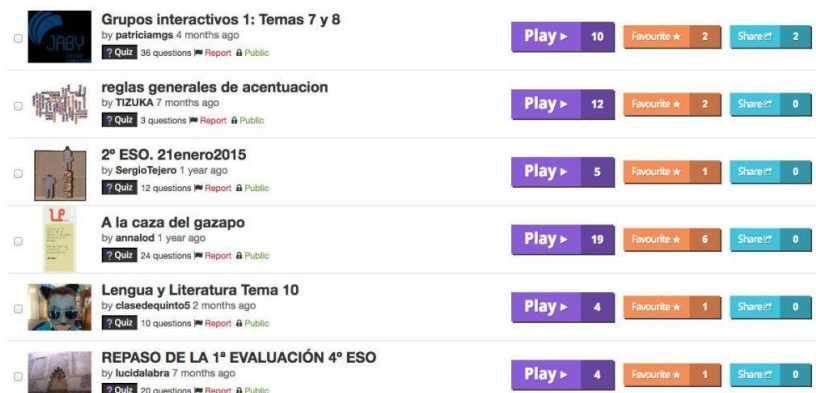 JABY
Grupos interactivos 1: Temas 7 y 8
by patriciamgs 4 months ago
? Quiz 36 questions Report Public
Play 10 Favourite ★ 2 Share 2
reglas generales de acentuacion
by TIZUKA 7 months ago
? Quiz 3 questions Report Public
Play 12 Favourite ★ 2 Share 0
2º ESO. 21enero2015
by SergioTejero 1 year ago
? Quiz 12 questions Report Public
Play 5 Favourite ★ 1 Share 0
A la caza del gazapo
by annalod 1 year ago
? Quiz 24 questions Report Public
Play 19 Favourite ★ 6 Share 0
Lengua y Literatura Tema 10
by clasedequinto5 2 months ago
? Quiz 10 questions Report Public
Play 4 Favourite ★ 1 Share 0
REPASO DE LA 1ª EVALUACIÓN 4º ESO
by lucidalabra 7 months ago
? Quiz 20 questions Report Public
Play 4 Favourite ★ 1 Share 0